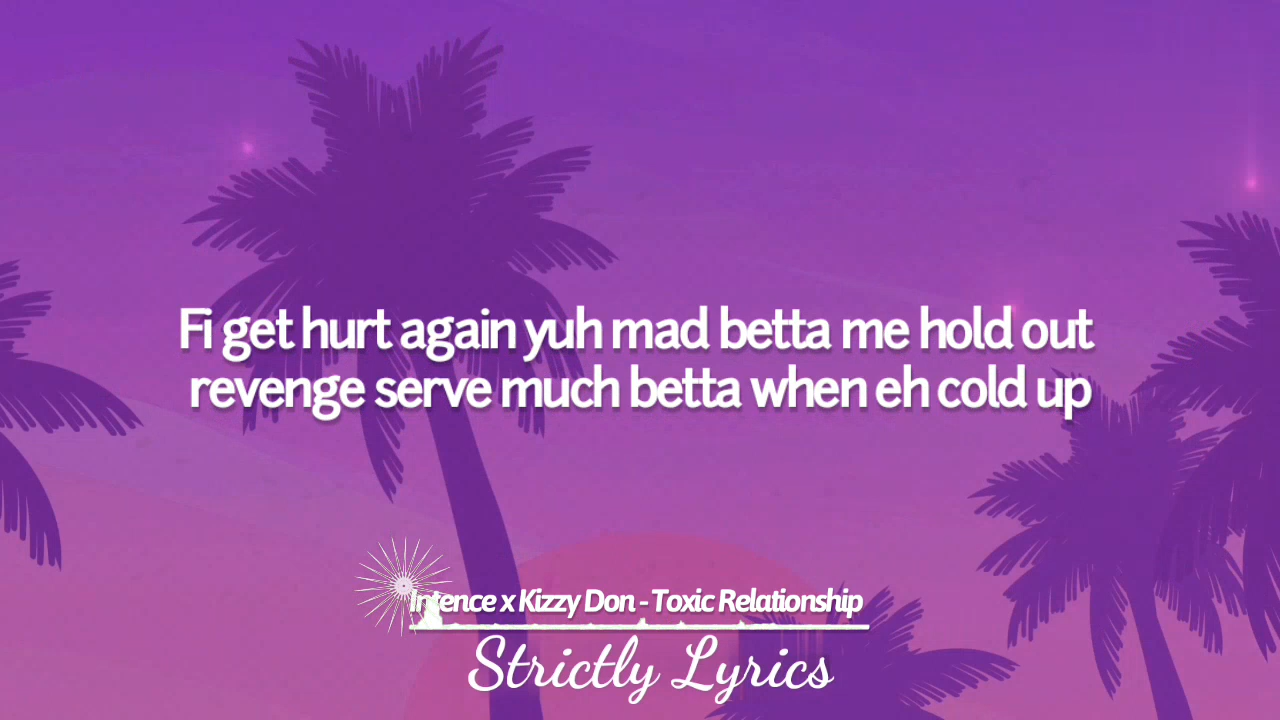 Fi get hurt again yuh mad betta me hold out
revenge serve much betta when eh cold up
Intence x Kizzy Don - Toxic Relationship
Strictly Lyrics